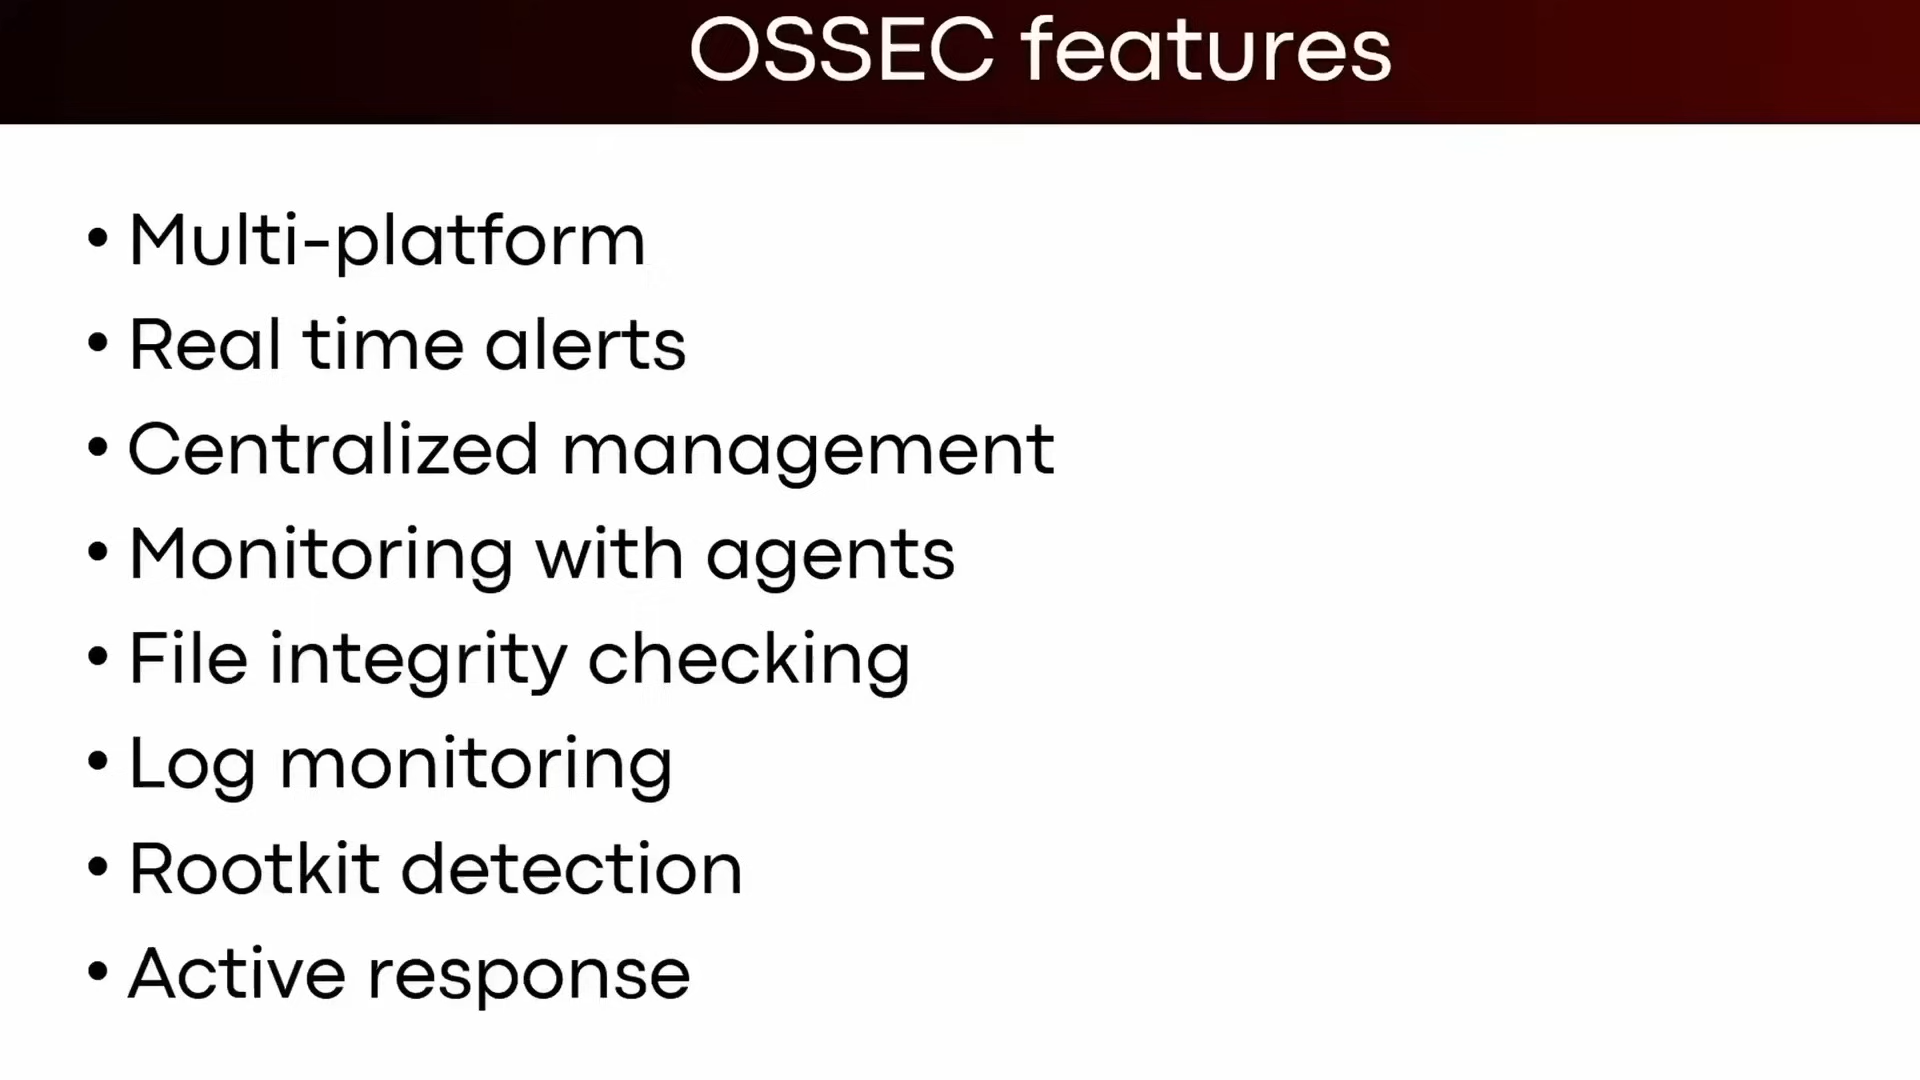 OSSEC features
• Multi-platform
• Real time alerts
• Centralized management
• Monitoring with agents
• File integrity checking
• Log monitoring
• Rootkit detection
• Active response